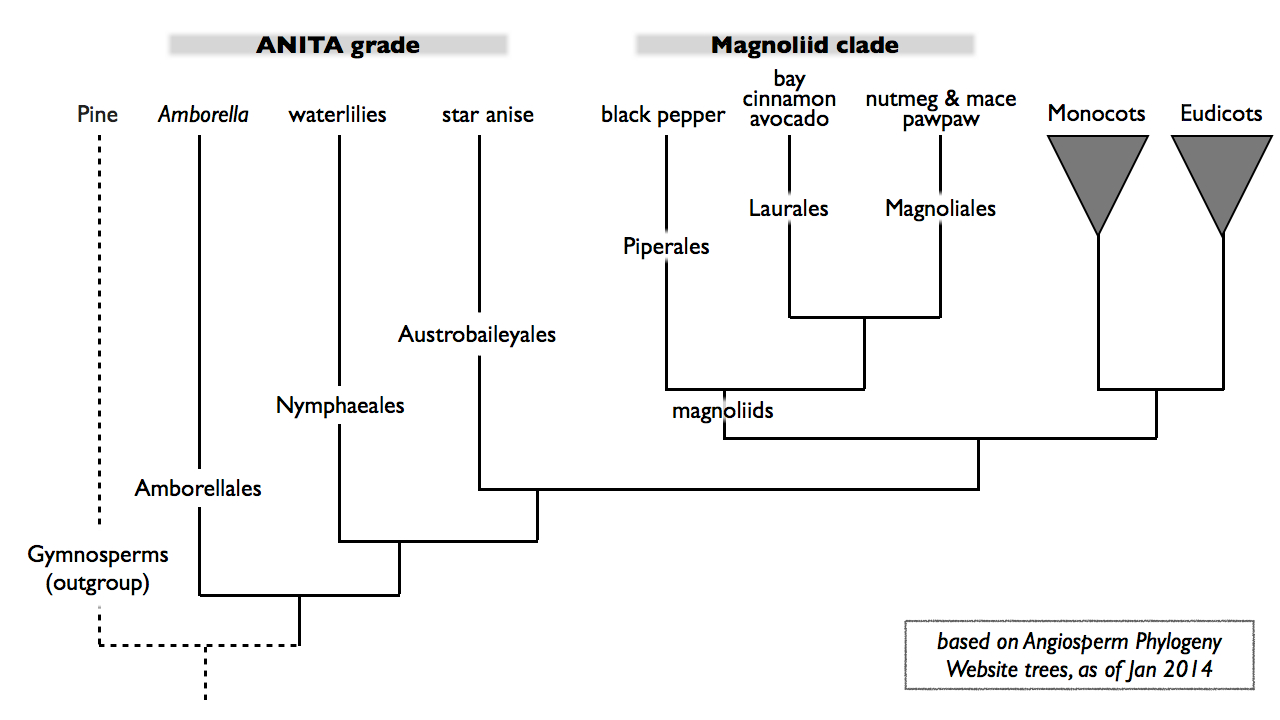 ANITA grade
Magnoliid clade
Pine
Amborella
waterlilies
star anise
black pepper
bay
cinnamon
avocado
nutmeg & mace
pawpaw
Monocots
Eudicots
Laurales
Magnoliales
Piperales
Austrobaileyales
Nymphaeales
magnoliids
Amborellales
Gymnosperms
(outgroup)
based on Angiosperm Phylogeny
Website trees, as of Jan 2014